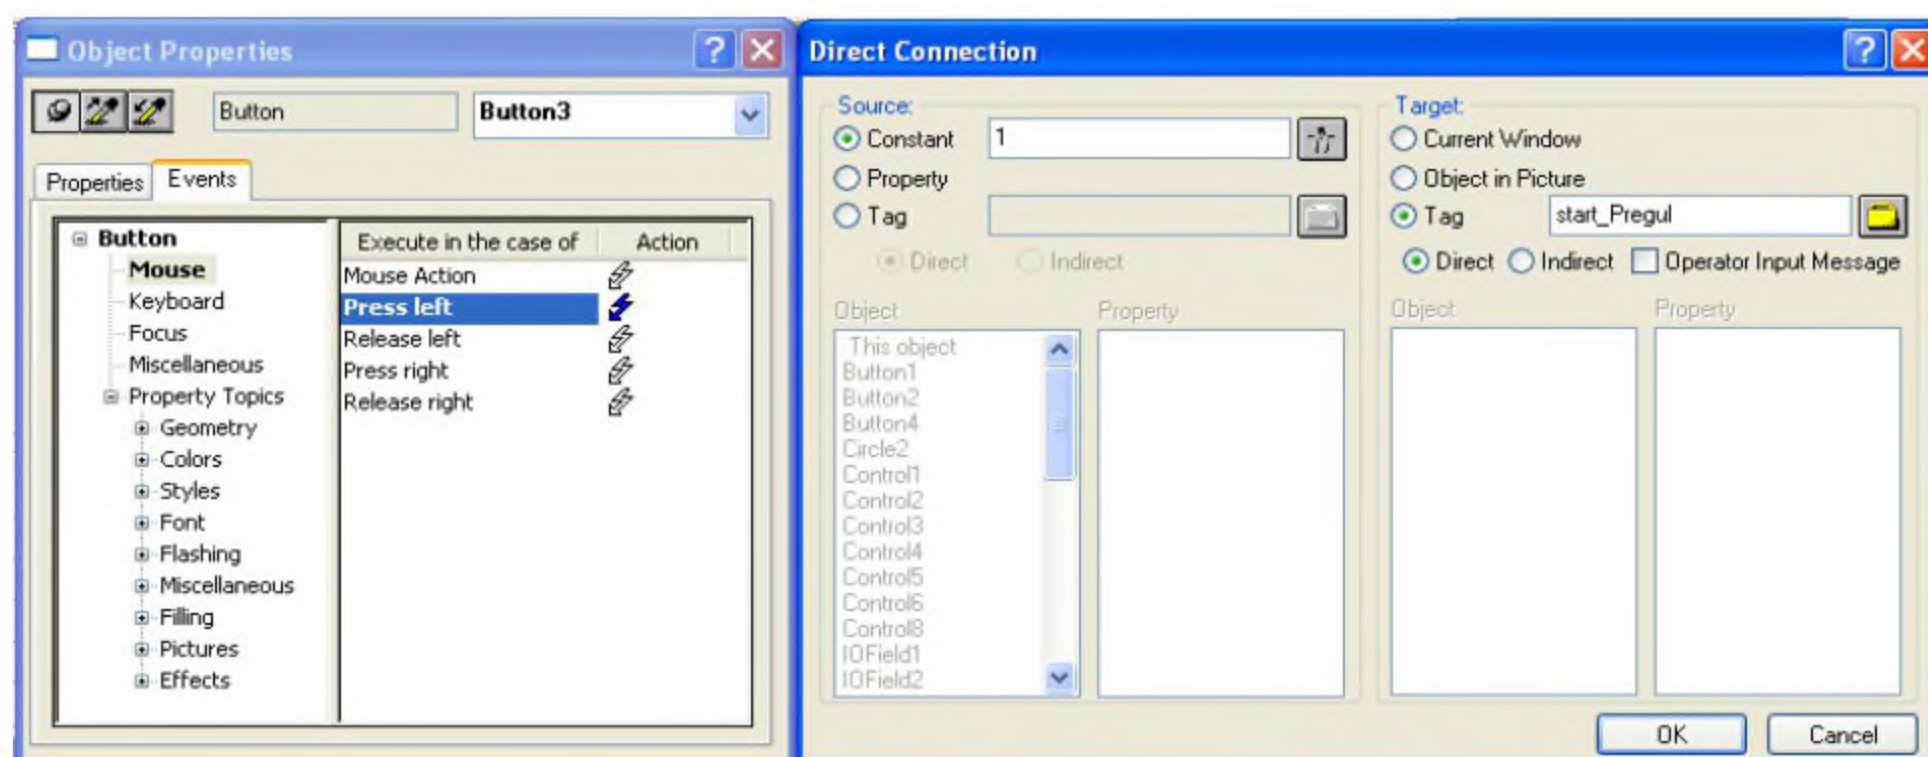 Object Properties
Button
Button3
Properties
Events
Button
Mouse
Keyboard
Focus
Miscellaneous
Property Topics
Geometry
Colors
Styles
Font
Flashing
Miscellaneous
Filling
Pictures
Effects
Execute in the case of Action
Mouse Action
Press left
Release left
Press right
Release right
Direct Connection
Source:
Constant 1
Property
Tag
Direct Indirect
Object Property
This object
Button1
Button2
Button4
Circle2
Control1
Control2
Control3
Control4
Control5
Control6
Control8
IOField1
IOField2
Target:
Current Window
Object in Picture
Tag start_Pregul
Direct Indirect Operator Input Message
Object Property
OK Cancel